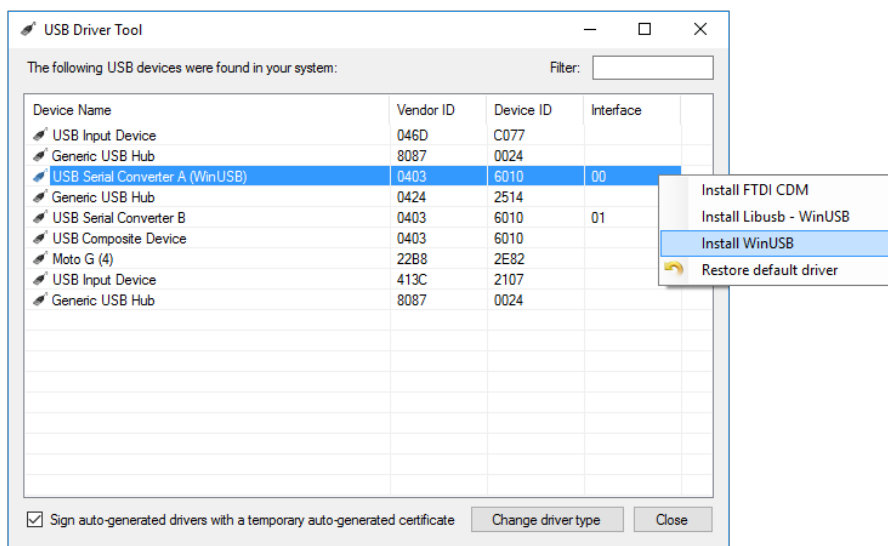 USB Driver Tool
The following USB devices were found in your system: Filter:
Device Name Vendor ID Device ID Interface
USB Input Device 046D C077
Generic USB Hub 8087 0024
USB Serial Converter A (WinUSB) 0403 6010 00
Generic USB Hub 0424 2514
USB Serial Converter B 0403 6010 01
USB Composite Device 0403 6010
Moto G (4) 22B8 2E82
USB Input Device 413C 2107
Generic USB Hub 8087 0024
Install FTDI CDM
Install Libusb - WinUSB
Install WinUSB
Restore default driver
Sign auto-generated drivers with a temporary auto-generated certificate Change driver type Close